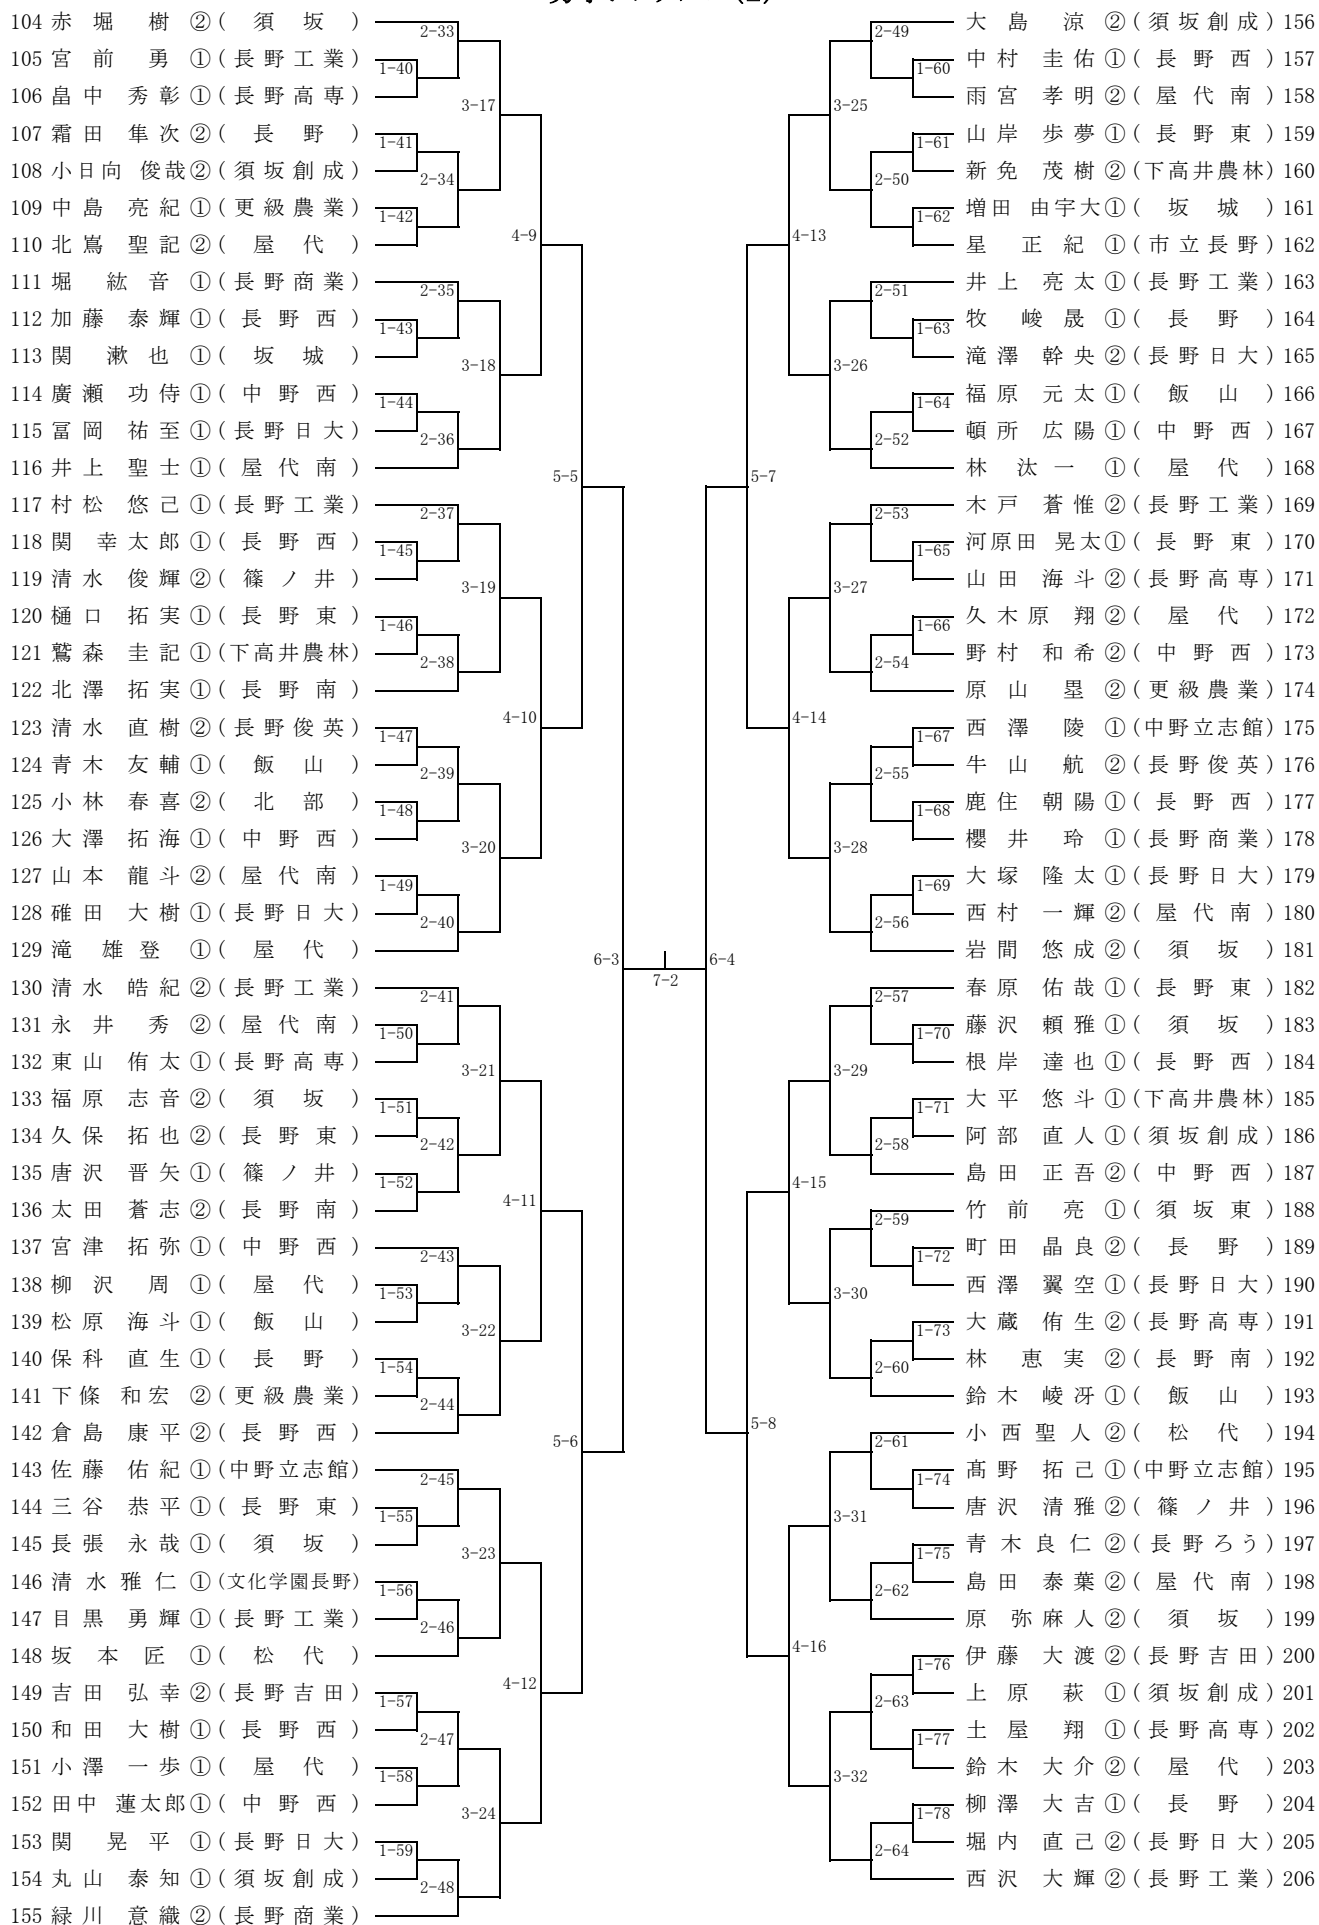 104 赤堀 樹 ②(須坂)
105 宮前 勇 ①(長野工業)
106 畠中 秀彰 ①(長野高専)
107 霜田 隼次 ②(長野)
108 小日向 俊哉 ②(須坂創成)
109 中島 亮紀 ①(更級農業)
110 北嶌 聖記 ②(屋代)
111 堀 紘音 ①(長野商業)
112 加藤 泰輝 ①(長野西)
113 関 漱也 ①(坂城)
114 廣瀬 功侍 ①(中野西)
115 冨岡 祐至 ①(長野日大)
116 井上 聖士 ①(屋代南)
117 村松 悠己 ①(長野工業)
118 関 幸太郎 ①(長野西)
119 清水 俊輝 ②(篠ノ井)
120 樋口 拓実 ①(長野東)
121 鷲森 圭記 ①(下高井農林)
122 北澤 拓実 ①(長野南)
123 清水 直樹 ②(長野俊英)
124 青木 友輔 ①(飯山)
125 小林 春喜 ②(北部)
126 大澤 拓海 ①(中野西)
127 山本 龍斗 ②(屋代南)
128 碓田 大樹 ①(長野日大)
129 滝 雄登 ①(屋代)
130 清水 皓紀 ②(長野工業)
131 永井 秀 ②(屋代南)
132 東山 侑太 ①(長野高専)
133 福原 志音 ②(須坂)
134 久保 拓也 ②(長野東)
135 唐沢 晋矢 ①(篠ノ井)
136 太田 蒼志 ②(長野南)
137 宮津 拓弥 ①(中野西)
138 柳沢 周 ①(屋代)
139 松原 海斗 ①(飯山)
140 保科 直生 ①(長野)
141 下條 和宏 ②(更級農業)
142 倉島 康平 ②(長野西)
143 佐藤 佑紀 ①(中野立志館)
144 三谷 恭平 ①(長野東)
145 長張 永哉 ①(須坂)
146 清水 雅仁 ①(文化学園長野)
147 目黒 勇輝 ①(長野工業)
148 坂本 匠 ①(松代)
149 吉田 弘幸 ②(長野吉田)
150 和田 大樹 ①(長野西)
151 小澤 一歩 ①(屋代)
152 田中 蓮太郎 ①(中野西)
153 関 晃平 ①(長野日大)
154 丸山 泰知 ①(須坂創成)
155 緑川 意織 ②(長野商業)
1-40
1-41
1-42
1-43
1-44
1-45
1-46
1-47
1-48
1-49
1-50
1-51
1-52
1-53
1-54
1-55
1-56
1-57
1-58
1-59
2-33
2-34
2-35
2-36
2-37
2-38
2-39
2-40
2-41
2-42
2-43
2-44
2-45
2-46
2-47
2-48
3-17
3-18
3-19
3-20
3-21
3-22
3-23
3-24
4-9
4-10
4-11
4-12
5-5
5-6
6-3
7-2
6-4
5-7
5-8
4-13
4-14
4-15
4-16
3-25
3-26
3-27
3-28
3-29
3-30
3-31
3-32
2-49
2-50
2-51
2-52
2-53
2-54
2-55
2-56
2-57
2-58
2-59
2-60
2-61
2-62
2-63
2-64
1-60
1-61
1-62
1-63
1-64
1-65
1-66
1-67
1-68
1-69
1-70
1-71
1-72
1-73
1-74
1-75
1-76
1-77
1-78
大島 涼 ②(須坂創成) 156
中村 圭佑 ①(長野西) 157
雨宮 孝明 ②(屋代南) 158
山岸 歩夢 ①(長野東) 159
新免 茂樹 ②(下高井農林) 160
増田 由宇大 ①(坂城) 161
星 正紀 ①(市立長野) 162
井上 亮太 ①(長野工業) 163
牧 峻晟 ①(長野) 164
滝澤 幹央 ②(長野日大) 165
福原 元太 ①(飯山) 166
頓所 広陽 ①(中野西) 167
林 汰一 ①(屋代) 168
木戸 蒼惟 ②(長野工業) 169
河原田 晃太 ①(長野東) 170
山田 海斗 ②(長野高専) 171
久木原 翔 ②(屋代) 172
野村 和希 ②(中野西) 173
原山 塁 ②(更級農業) 174
西澤 陵 ①(中野立志館) 175
牛山 航 ②(長野俊英) 176
鹿住 朝陽 ①(長野西) 177
櫻井 玲 ①(長野商業) 178
大塚 隆太 ①(長野日大) 179
西村 一輝 ②(屋代南) 180
岩間 悠成 ②(須坂) 181
春原 佑哉 ①(長野東) 182
藤沢 頼雅 ①(須坂) 183
根岸 達也 ①(長野西) 184
大平 悠斗 ①(下高井農林) 185
阿部 直人 ①(須坂創成) 186
島田 正吾 ②(中野西) 187
竹前 亮 ①(須坂東) 188
町田 晶良 ②(長野) 189
西澤 翼空 ①(長野日大) 190
大蔵 侑生 ②(長野高専) 191
林 恵実 ②(長野南) 192
鈴木 崚冴 ①(飯山) 193
小西 聖人 ②(松代) 194
髙野 拓己 ①(中野立志館) 195
唐沢 清雅 ②(篠ノ井) 196
青木 良仁 ②(長野ろう) 197
島田 泰葉 ②(屋代南) 198
原 弥麻人 ②(須坂) 199
伊藤 大渡 ②(長野吉田) 200
上原 萩 ①(須坂創成) 201
土屋 翔 ①(長野高専) 202
鈴木 大介 ②(屋代) 203
柳澤 大吉 ①(長野) 204
堀内 直己 ②(長野日大) 205
西沢 大輝 ②(長野工業) 206